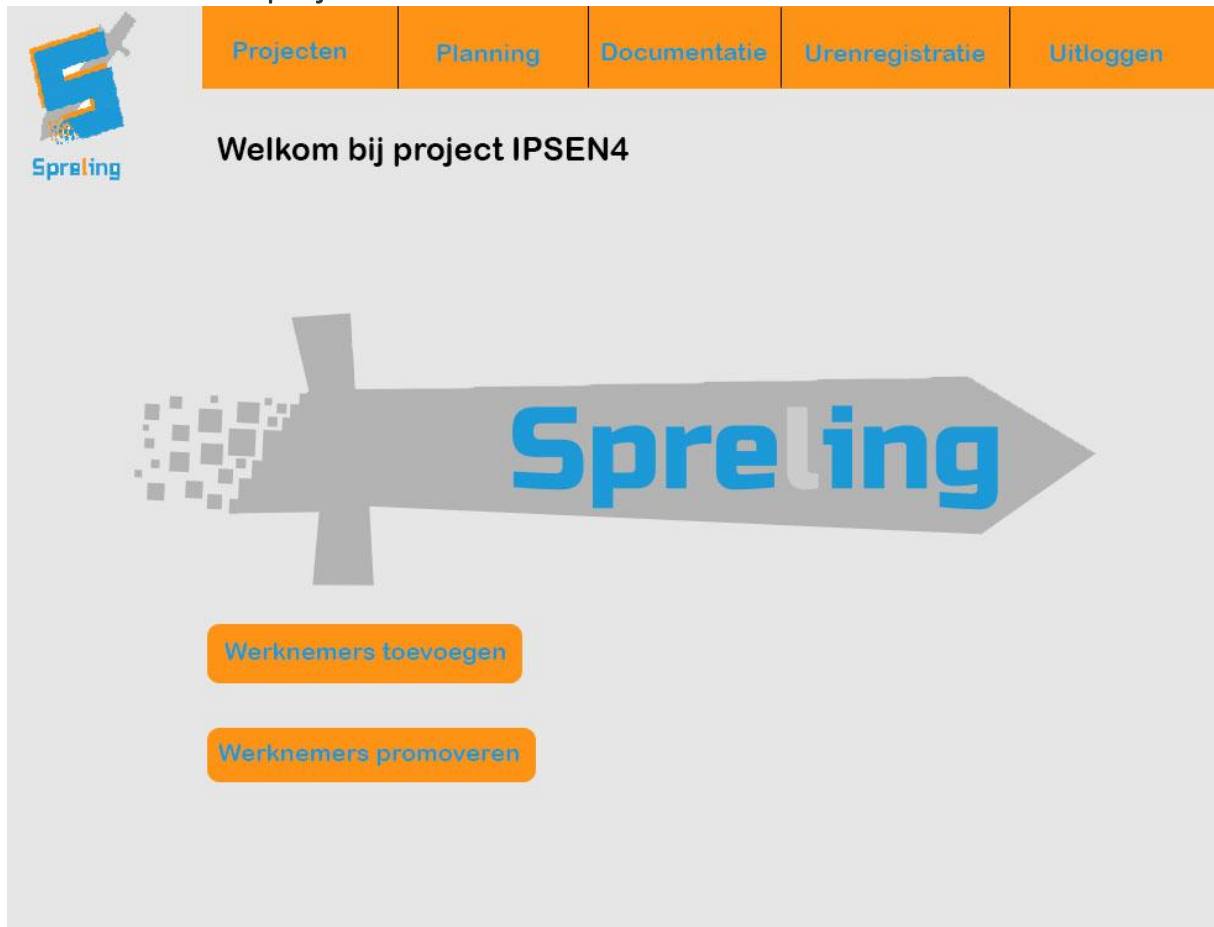 Projecten
Planning
Documentatie
Urenregistratie
Uitloggen
Spreling
Welkom bij project IPSEN4
Spreling
Werknemers toevoegen
Werknemers promoveren